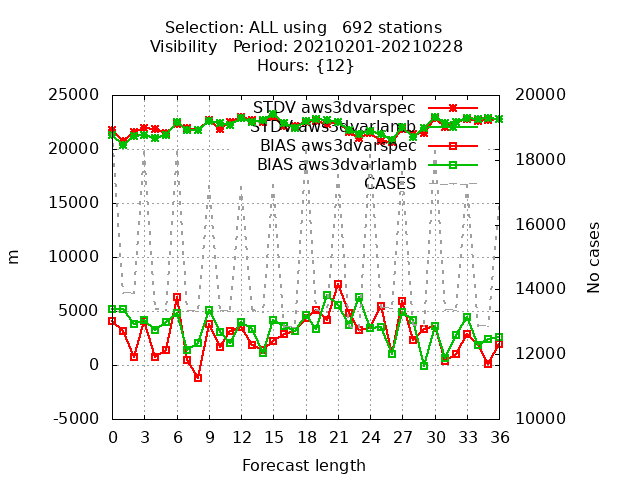 Selection: ALL using 692 stations
Visibility Period: 20210201-20210228
Hours: {12}
25000
20000
15000
10000
5000
0
-5000
m
STDV aws3dvarspec
STDV aws3dvarlamb
BIAS aws3dvarspec
BIAS aws3dvarlamb
CASES
20000
18000
16000
14000
12000
10000
No cases
0 3 6 9 12 15 18 21 24 27 30 33 36
Forecast length